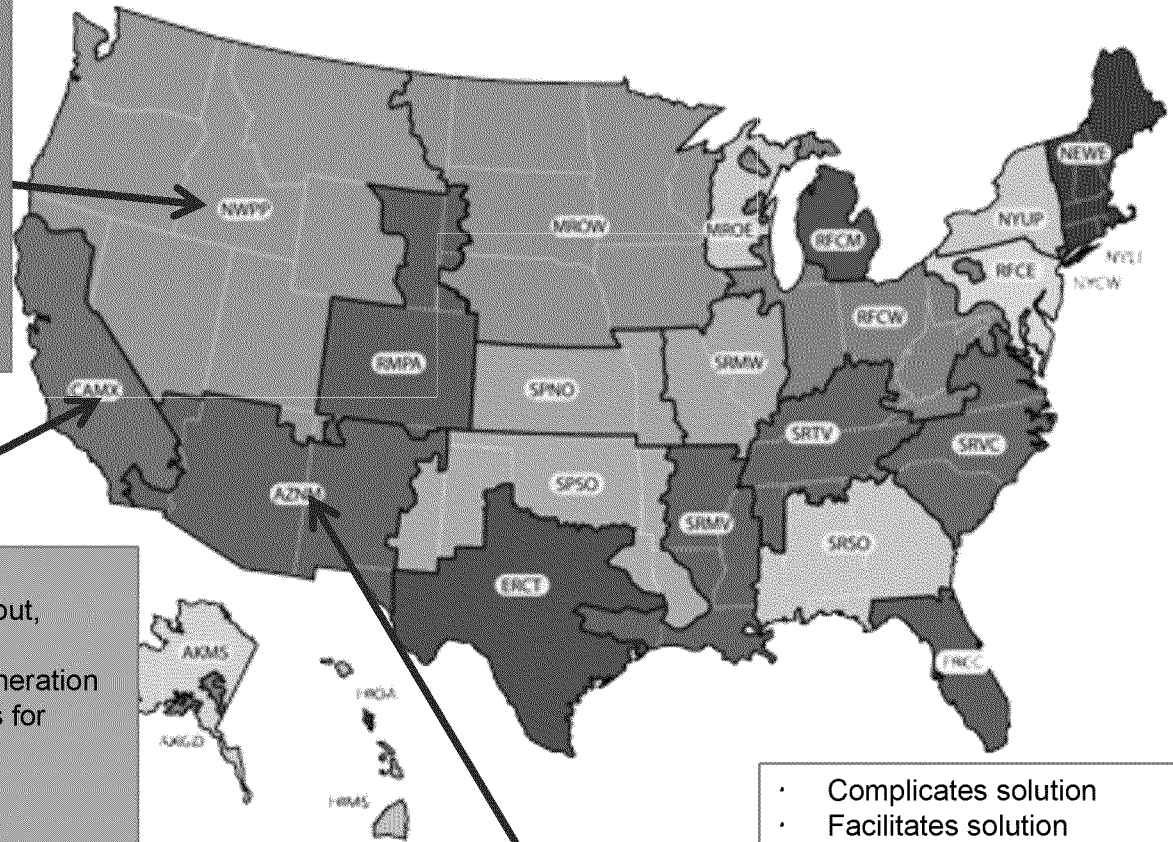 NEWE
NWPP
MROW
MROE
NYUP
RFCM
NYLI
RFCE
NYCW
RFCW
RMPA
SRMW
CAMX
SPNO
SRTV
SRVC
SPSO
AZNM
SRMV
SRSO
ERCT
out,
AKMS
FRCC
neration
HIOA
s for
AKGD
· Complicates solution
HIMS
· Facilitates solution